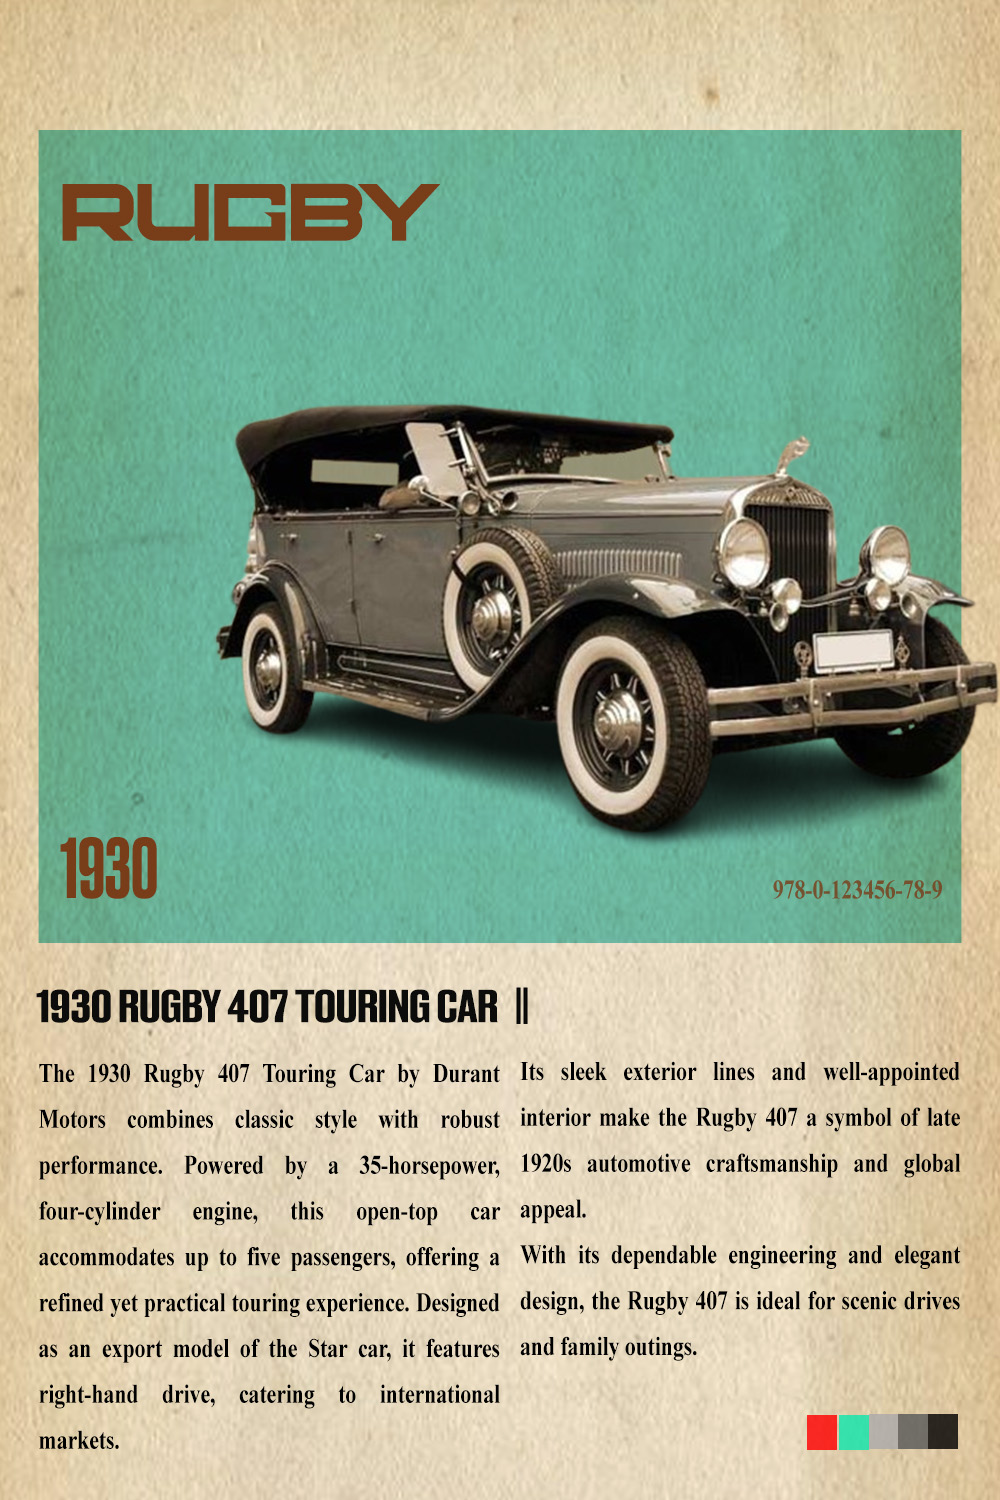 RUGBY
1930
978-0-123456-78-9
1930 RUGBY 407 TOURING CAR ||
The 1930 Rugby 407 Touring Car by Durant
Motors combines classic style with robust
performance. Powered by a 35-horsepower,
four-cylinder engine, this open-top car
accommodates up to five passengers, offering a
refined yet practical touring experience. Designed
as an export model of the Star car, it features
right-hand drive, catering to international
markets.
Its sleek exterior lines and well-appointed
interior make the Rugby 407 a symbol of late
1920s automotive craftsmanship and global
appeal.
With its dependable engineering and elegant
design, the Rugby 407 is ideal for scenic drives
and family outings.